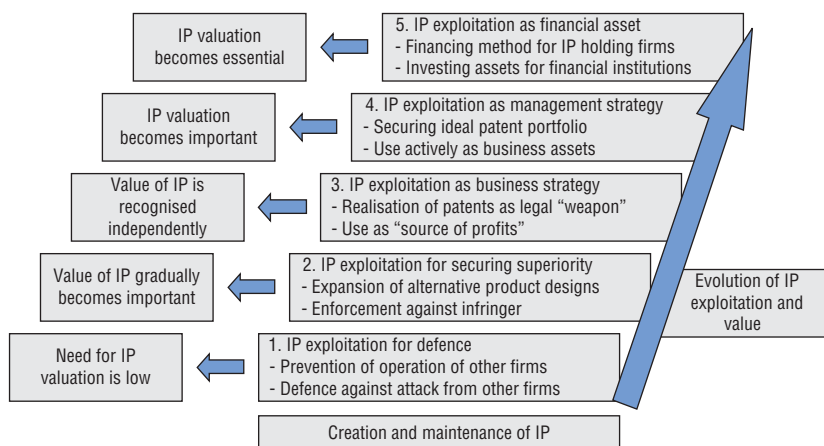 IP valuation
becomes essential
5. IP exploitation as financial asset
- Financing method for IP holding firms
- Investing assets for financial institutions
IP valuation
becomes important
4. IP exploitation as management strategy
- Securing ideal patent portfolio
- Use actively as business assets
Value of IP is
recognised
independently
3. IP exploitation as business strategy
- Realisation of patents as legal “weapon”
- Use as “source of profits”
Value of IP gradually
becomes important
2. IP exploitation for securing superiority
- Expansion of alternative product designs
- Enforcement against infringer
Evolution of IP
exploitation and
value
Need for IP
valuation is low
1. IP exploitation for defence
- Prevention of operation of other firms
- Defence against attack from other firms
Creation and maintenance of IP